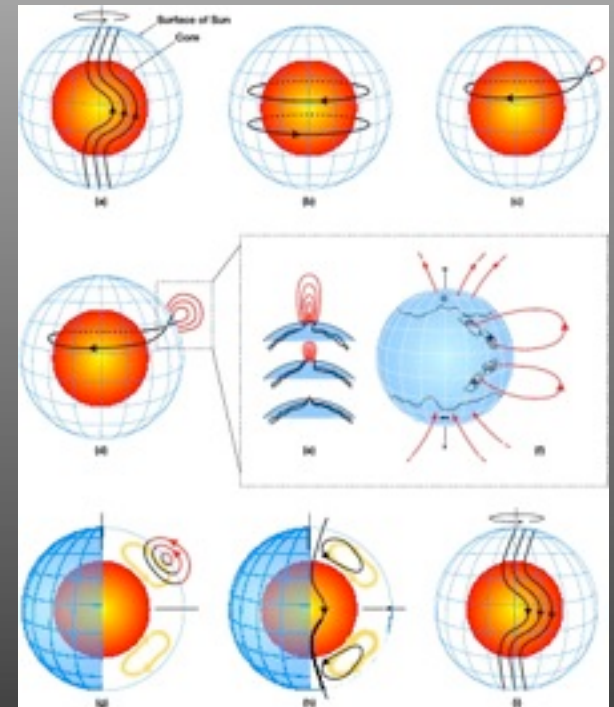 Surface of Sun
Core
(a)
(b)
(c)
(d)
(e)
(f)
(g)
(h)
(i)